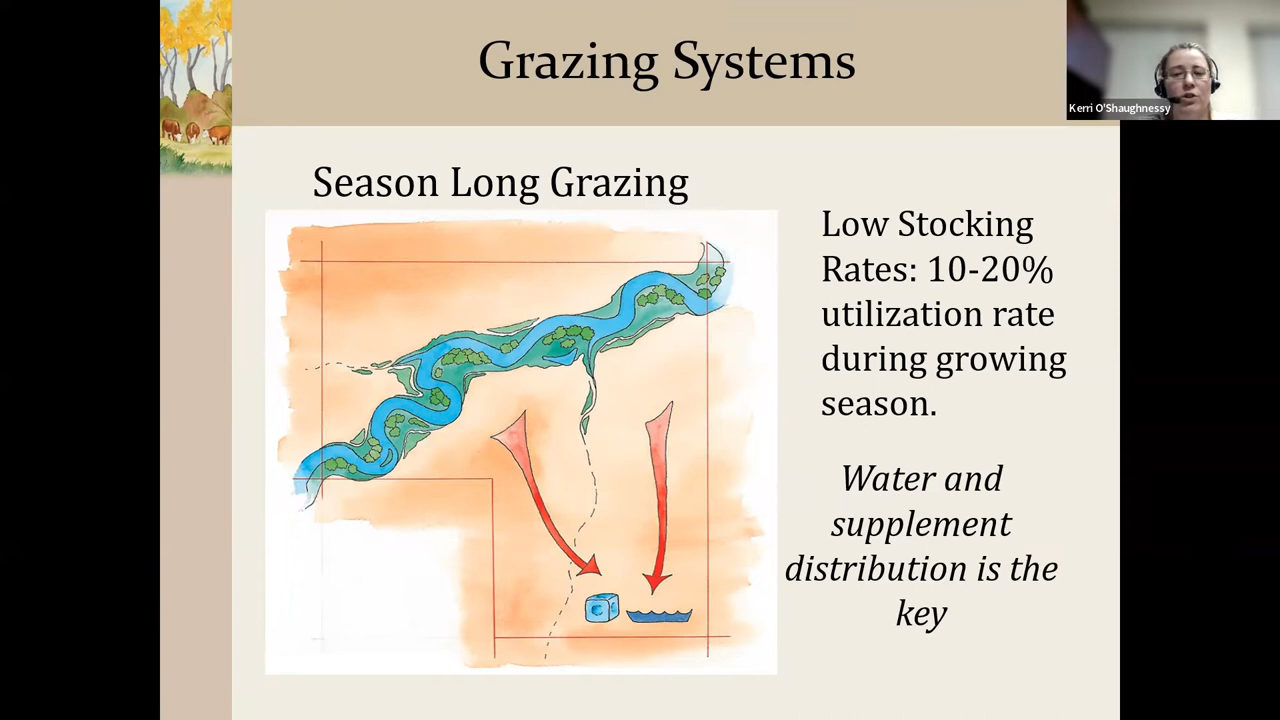 Grazing Systems
Kerri O'Shaughnessy
Season Long Grazing
Low Stocking
Rates: 10-20%
utilization rate
during growing
season.
Water and
supplement
distribution is the
key
C